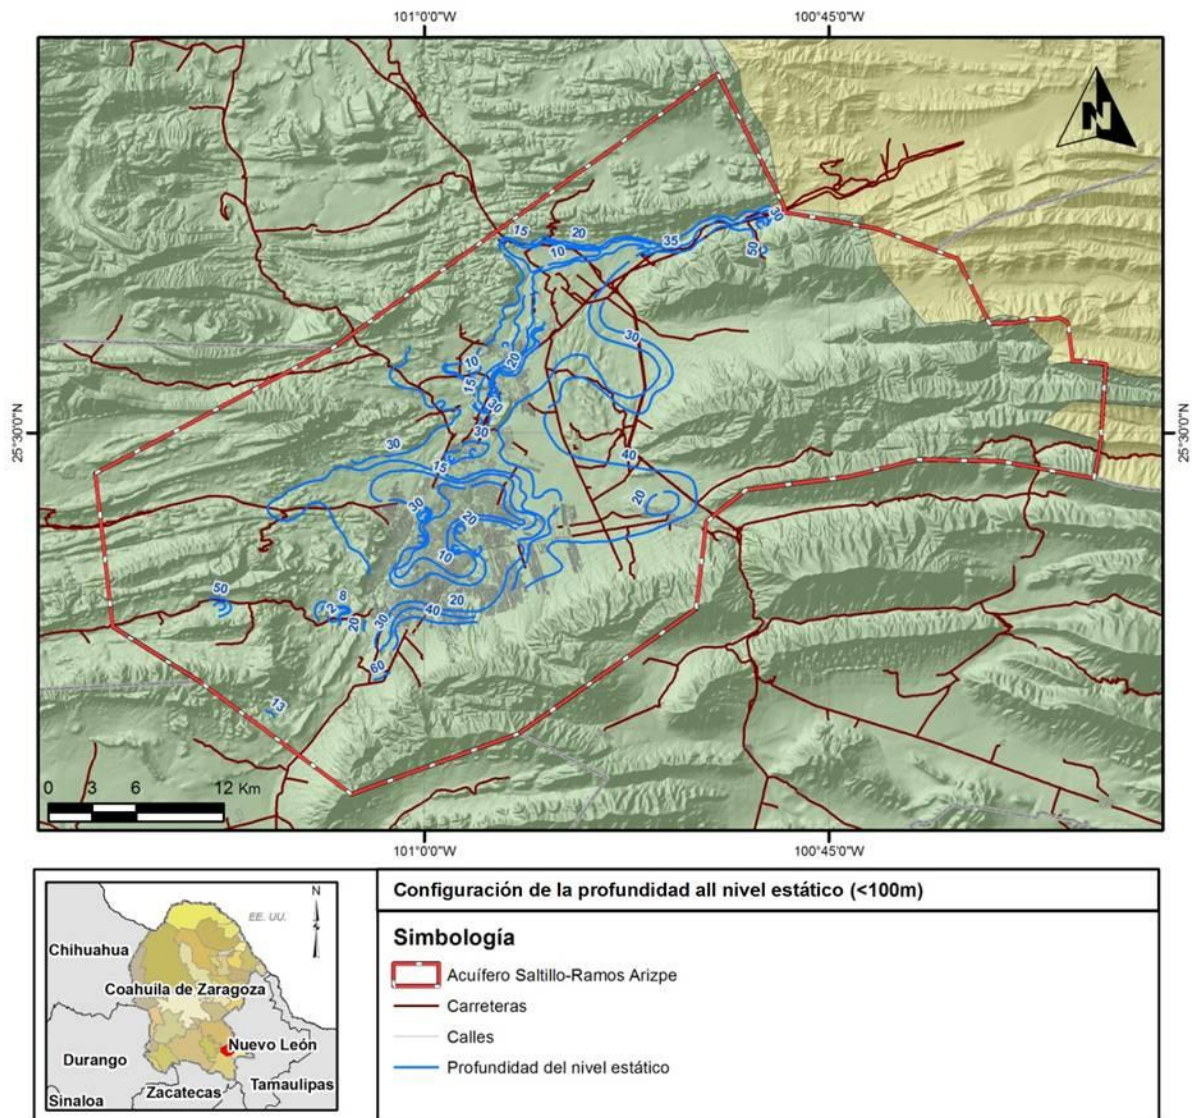 101°0'0"W 100°45'0"W
N
15 20 30
10 35 50
30
10 20
15
30
25°30'0"N 30 30 25°30'0"N
15 40
30 20 20
10
50 8 20
12 30 40
20
60
13
0 3 6 12 Km
101°0'0"W 100°45'0"W
Configuración de la profundidad all nivel estático (<100m)
Simbología
Acuífero Saltillo-Ramos Arizpe
Carreteras
Calles
Profundidad del nivel estático
N
EE. UU.
Chihuahua
Coahuila de Zaragoza
Nuevo León
Durango
Tamaulipas
Zacatecas
Sinaloa